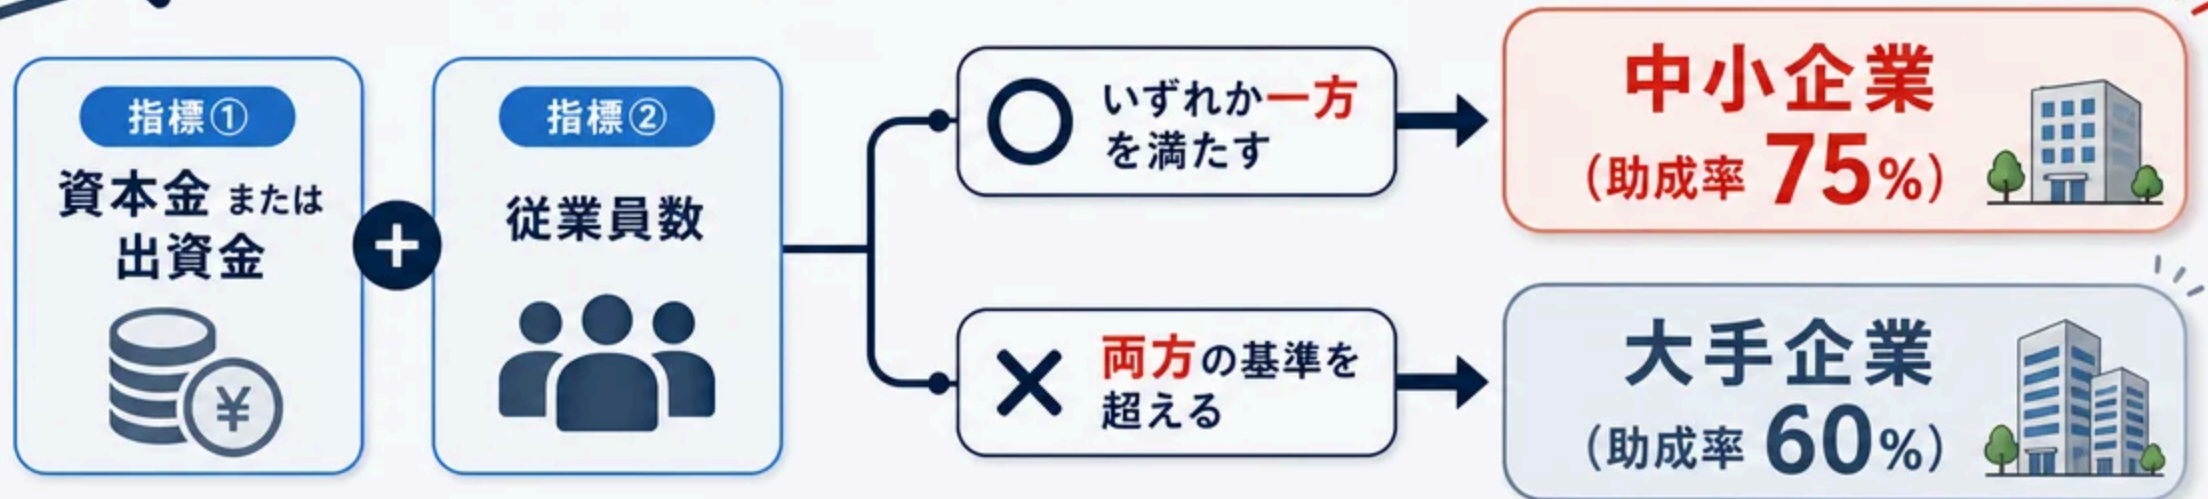 指標①
資本金 または
出資金
¥
+
指標②
従業員数
いずれか一方
を満たす
中小企業
(助成率 75%)
両方の基準を
超える
大手企業
(助成率 60%)